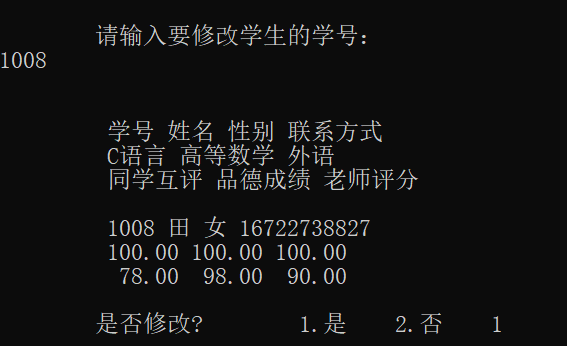 请输入要修改学生的学号：
1008
学号 姓名 性别 联系方式
C语言 高等数学 外语
同学互评 品德成绩 老师评分
1008 田 女 16722738827
100.00 100.00 100.00
78.00 98.00 90.00
是否修改? 1.是 2.否 1